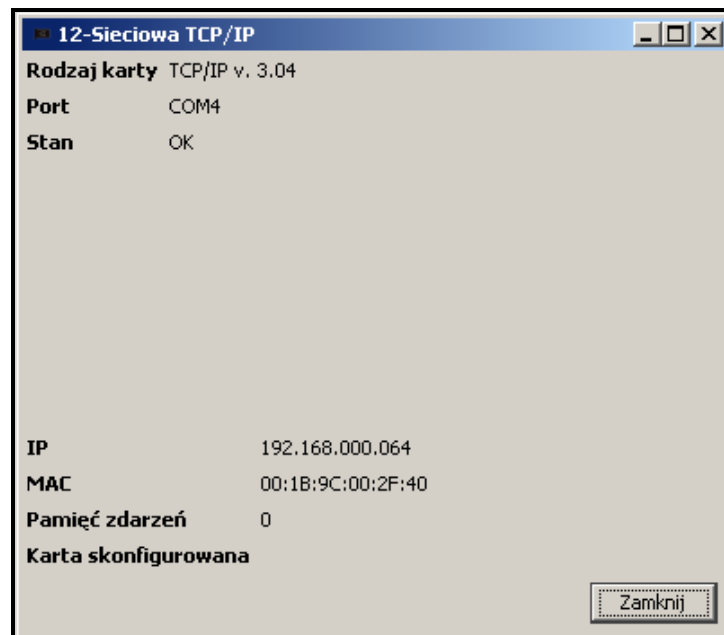 12-Sieciowa TCP/IP
Rodzaj karty TCP/IP v. 3.04
Port COM4
Stan OK
IP 192.168.000.064
MAC 00:1B:9C:00:2F:40
Pamięć zdarzeń 0
Karta skonfigurowana
Zamknij